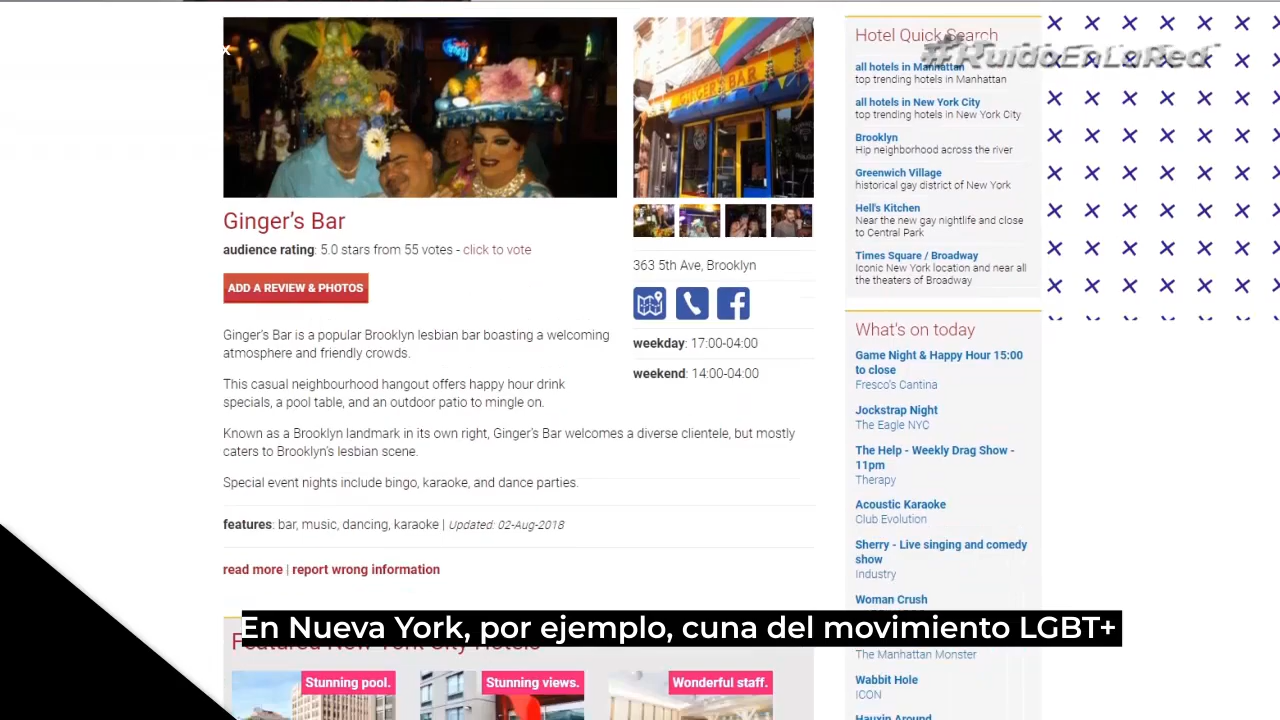 x
GINGER'S BAR
Ginger’s Bar
audience rating: 5.0 stars from 55 votes - click to vote
ADD A REVIEW & PHOTOS
Ginger’s Bar is a popular Brooklyn lesbian bar boasting a welcoming
atmosphere and friendly crowds.
This casual neighbourhood hangout offers happy hour drink
specials, a pool table, and an outdoor patio to mingle on.
Known as a Brooklyn landmark in its own right, Ginger’s Bar welcomes a diverse clientele, but mostly
caters to Brooklyn’s lesbian scene.
Special event nights include bingo, karaoke, and dance parties.
features: bar, music, dancing, karaoke | Updated: 02-Aug-2018
read more | report wrong information
363 5th Ave, Brooklyn
weekday: 17:00-04:00
weekend: 14:00-04:00
Hotel Quick Search
#RuidoEnLaRed
all hotels in Manhattan
top trending hotels in Manhattan
all hotels in New York City
top trending hotels in New York City
Brooklyn
Hip neighborhood across the river
Greenwich Village
historical gay district of New York
Hell's Kitchen
Near the new gay nightlife and close
to Central Park
Times Square / Broadway
Iconic New York location and near all
the theaters of Broadway
What's on today
Game Night & Happy Hour 15:00
to close
Fresco's Cantina
Jockstrap Night
The Eagle NYC
The Help - Weekly Drag Show -
11pm
Therapy
Acoustic Karaoke
Club Evolution
Sherry - Live singing and comedy
show
Industry
Woman Crush
The Manhattan Monster
Wabbit Hole
ICON
Hauxin Around
En Nueva York, por ejemplo, cuna del movimiento LGBT+
Featured New York City Hotels
Stunning pool.
Stunning views.
Wonderful staff.